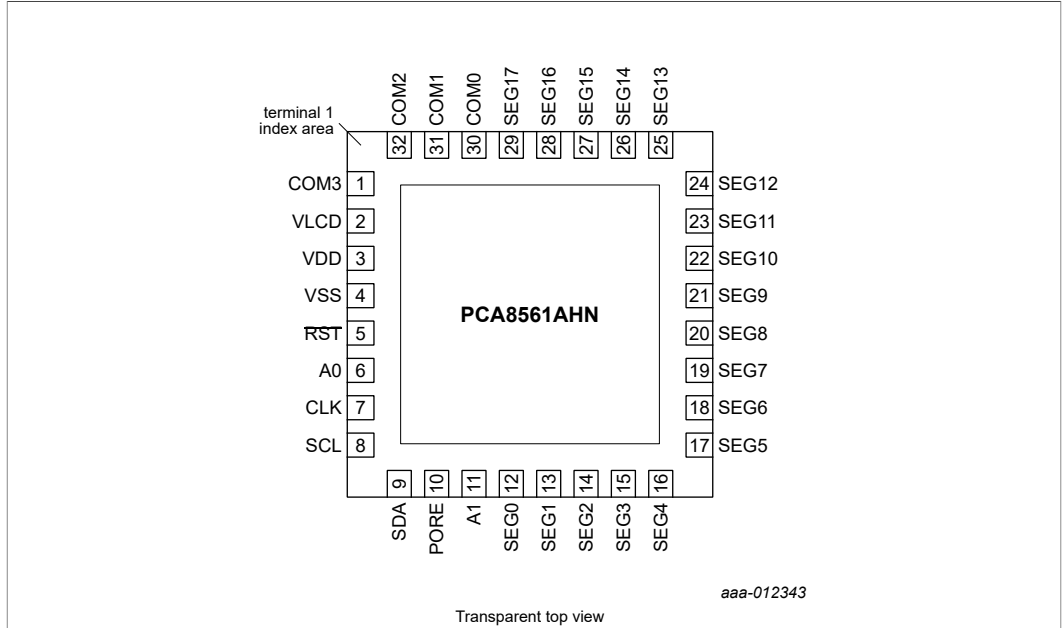 COM2
COM1
COM0
SEG17
SEG16
SEG15
SEG14
SEG13
terminal 1
index area
32
31
30
29
28
27
26
25
COM3 1
VLCD 2
VDD 3
VSS 4
RST 5
A0 6
CLK 7
SCL 8
24 SEG12
23 SEG11
22 SEG10
21 SEG9
20 SEG8
19 SEG7
18 SEG6
17 SEG5
PCA8561AHN
9
10
11
12
13
14
15
16
SDA
PORE
A1
SEG0
SEG1
SEG2
SEG3
SEG4
aaa-012343
Transparent top view